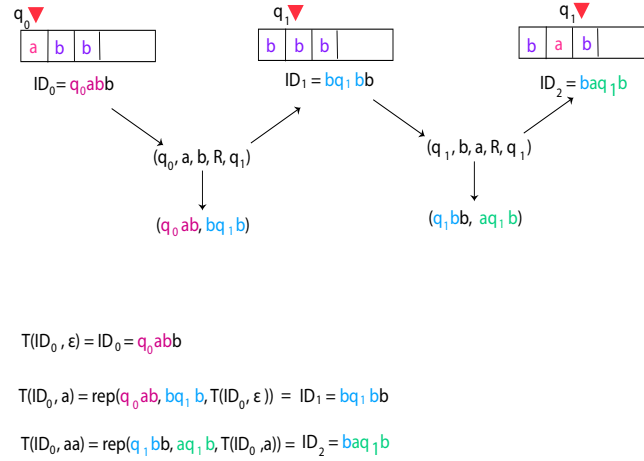 q₀ q₁ q₁
a b b b b b b a b
ID₀= q₀abb ID₁ = bq₁ bb ID₂ = baq₁b
(q₀, a, b, R, q₁) (q₁, b, a, R, q₁)
(q₀ ab, bq₁ b) (q₁bb, aq₁ b)
T(ID₀, ε) = ID₀ = q₀abb
T(ID₀, a) = rep(q₀ ab, bq₁ b, T(ID₀, ε )) = ID₁ = bq₁ bb
T(ID₀, aa) = rep(q₁ bb, aq₁ b, T(ID₀ ,a)) = ID₂ = baq₁b